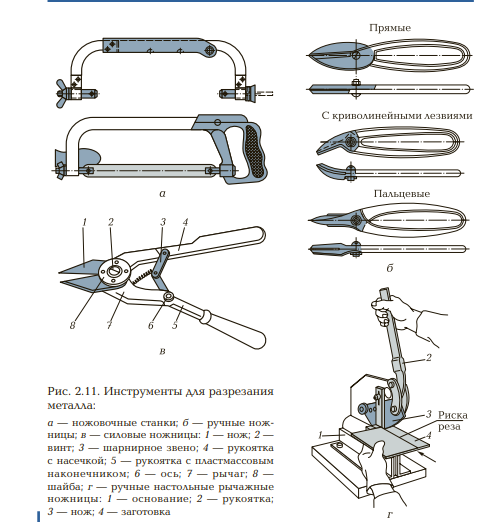 Прямые
С криволинейными лезвиями
а
Пальцевые
1 2 3 4
б
8 7 6 5
в
2
3 Риска
реза
1 4
г
Рис. 2.11. Инструменты для разрезания
металла:
а — ножовочные станки; б — ручные нож-
ницы; в — силовые ножницы: 1 — нож; 2 —
винт; 3 — шарнирное звено; 4 — рукоятка
с насечкой; 5 — рукоятка с пластмассовым
наконечником; 6 — ось; 7 — рычаг; 8 —
шайба; г — ручные настольные рычажные
ножницы: 1 — основание; 2 — рукоятка;
3 — нож; 4 — заготовка